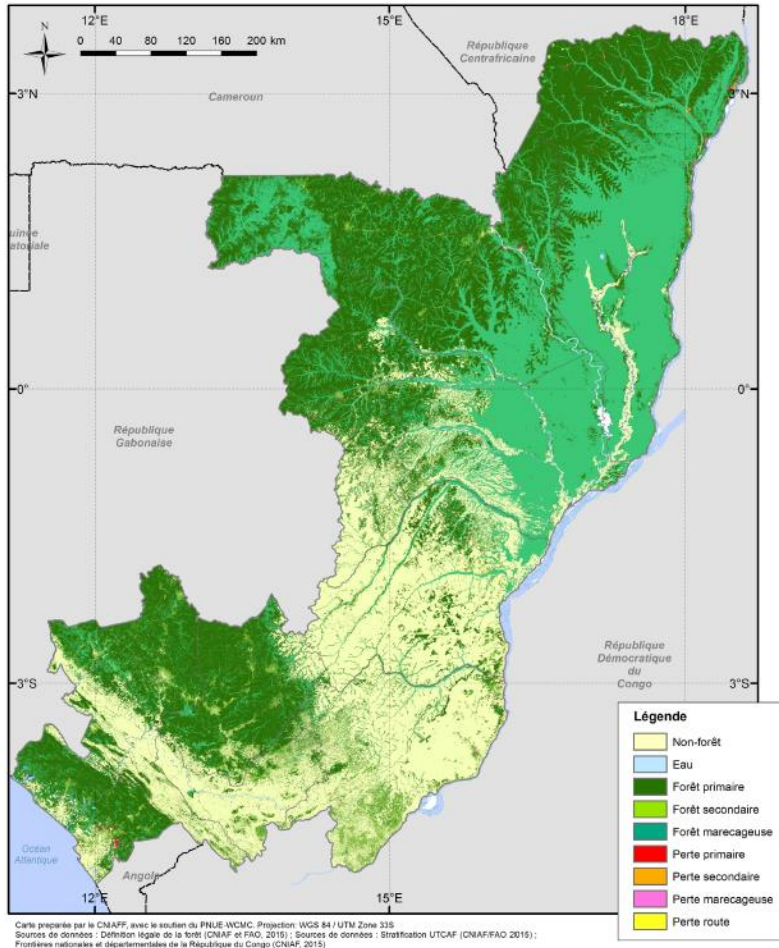 12°E
15°E
18°E
N
0 40 80 120 160 200 km
République
Centrafricaine
3°N
3°N
Cameroun
uinée
atoriale
0°
0°
République
Gabonaise
République
Démocratique
du
Congo
3°S
3°S
Océan
Atlantique
Angola
12°E
15°E
Légende
Non-forêt
Eau
Forêt primaire
Forêt secondaire
Forêt marecageuse
Perte primaire
Perte secondaire
Perte marecageuse
Perte route
Carte preparée par le CNIAFF, avec le soutien du PNUE-WCMC. Projection: WGS 84 / UTM Zone 33S
Sources de données : Définition légale de la forêt (CNIAF et FAO, 2015) ; Sources de données : Stratification UTCAF (CNIAF/FAO 2015) ;
Frontières nationales et départementales de la République du Congo (CNIAF, 2015)